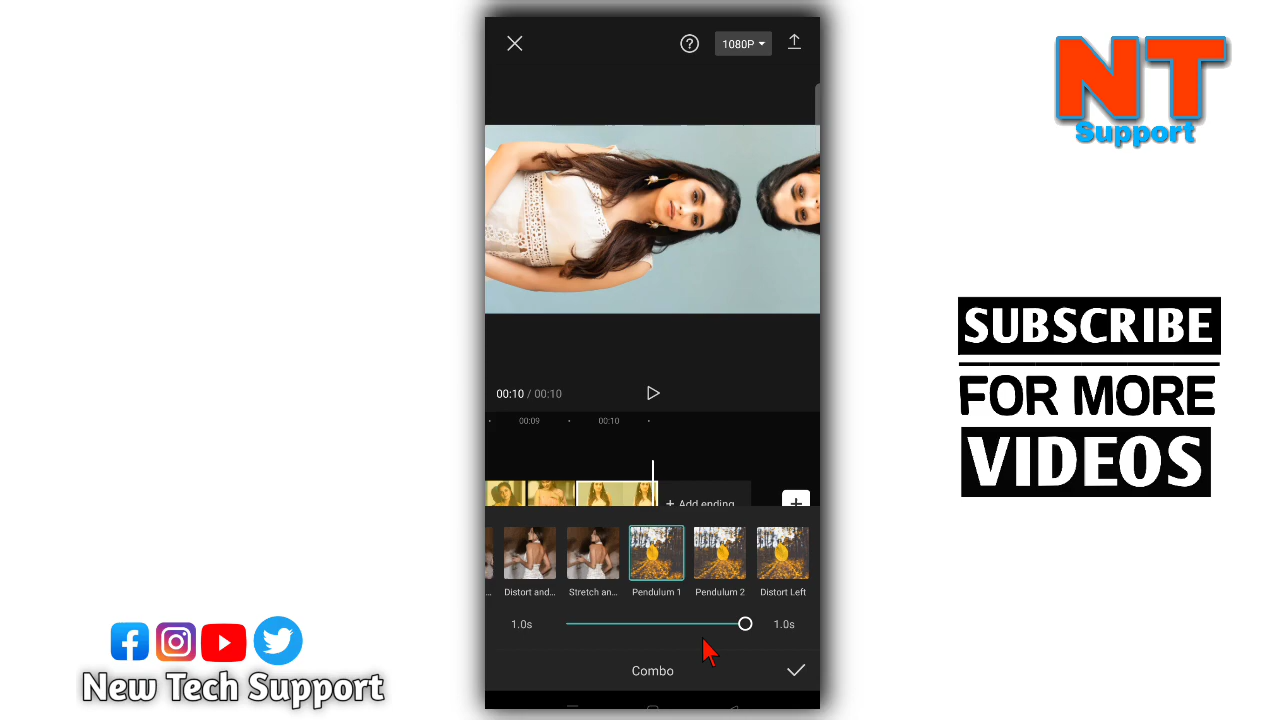 1080P
NT
Support
00:10 / 00:10
00:09
00:10
+ Add ending
+
Distort and...
Stretch an...
Pendulum 1
Pendulum 2
Distort Left
1.0s
1.0s
Combo
SUBSCRIBE
FOR MORE
VIDEOS
New Tech Support